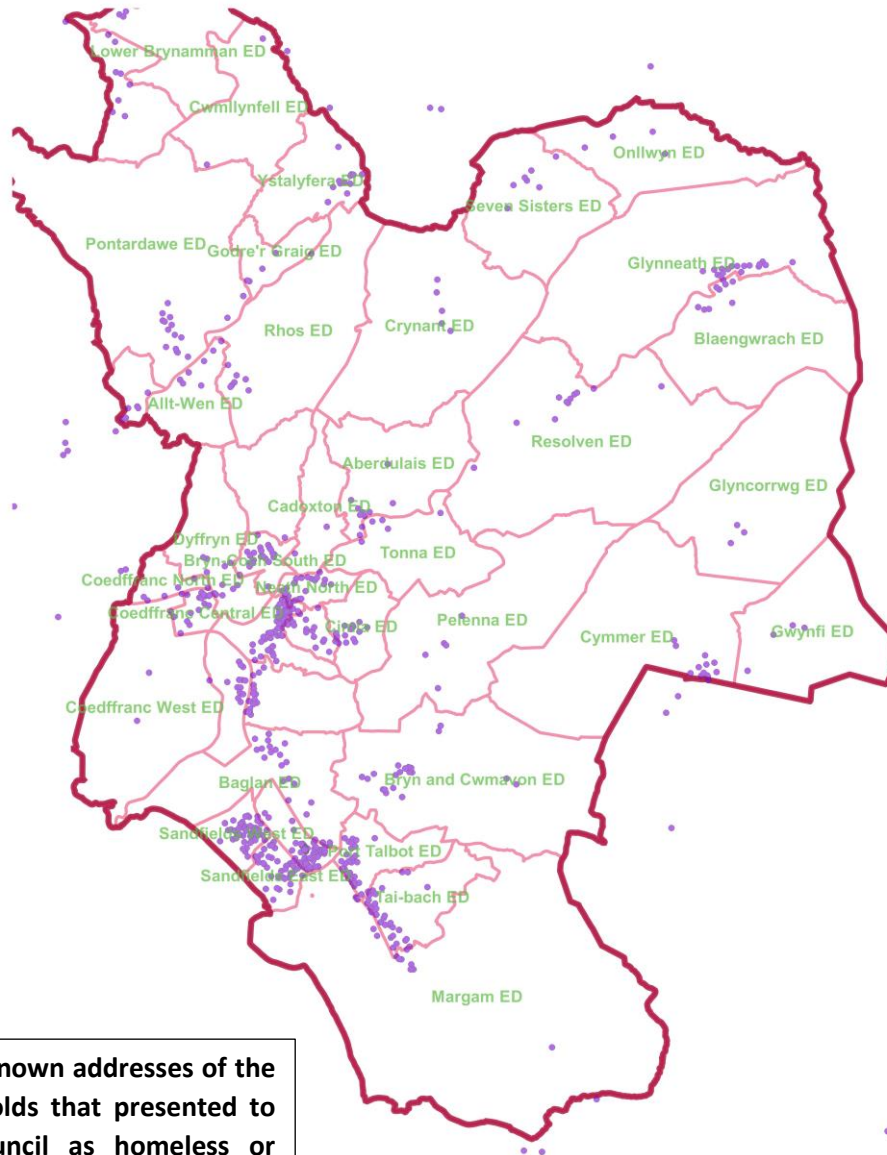 Lower Brynamman ED
Cwmllynfell ED
Onllwyn ED
Ystalyfera ED
Seven Sisters ED
Pontardawe ED
Godre'r Graig ED
Glynneath ED
Rhos ED
Crynant ED
Blaengwrach ED
Allt-Wen ED
Resolven ED
Aberdulais ED
Glyncorrwg ED
Cadoxton ED
Dyffryn ED
Tonna ED
Bryn-Coch South ED
Coedffranc North ED
Neath North ED
Coedffranc Central ED
ED
Pelenna ED
Cymmer ED
Gwynfi ED
Coedffranc West ED
Baglan ED
Bryn and Cwmavon ED
Sandfields West ED
Port Talbot ED
Sandfields East ED
Tai-bach ED
Margam ED
nown addresses of the
olds that presented to
uncil as homeless or